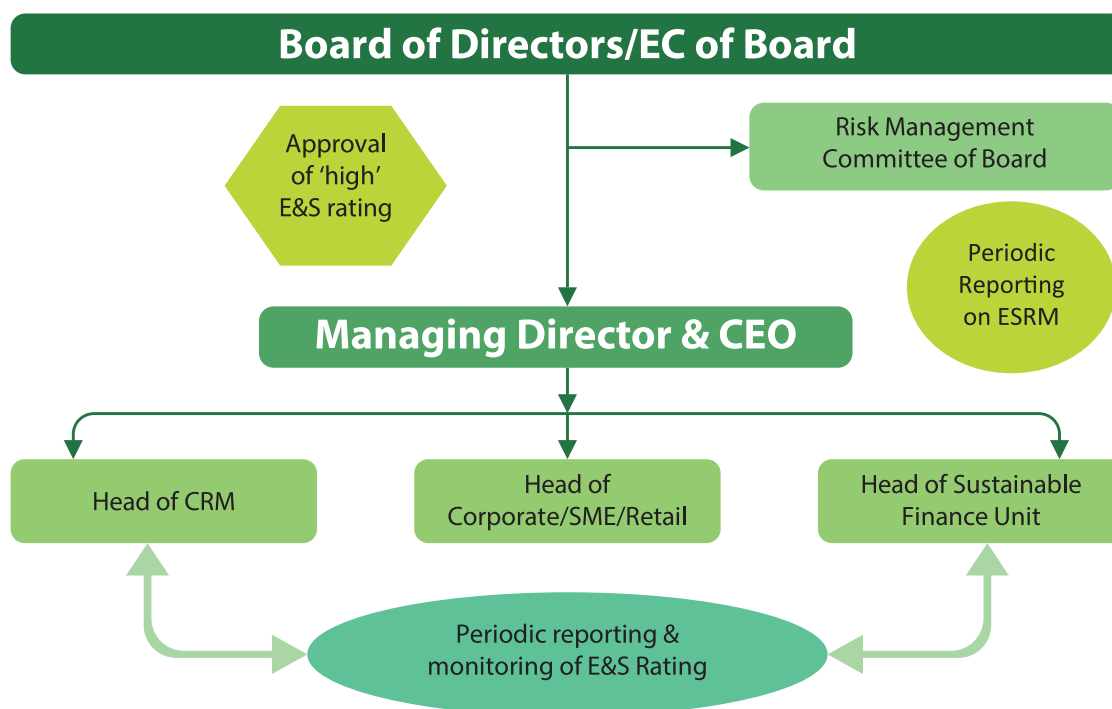 Board of Directors/EC of Board
Approval
of ‘high’
E&S rating
Risk Management
Committee of Board
Periodic
Reporting
on ESRM
Managing Director & CEO
Head of CRM
Head of
Corporate/SME/Retail
Head of Sustainable
Finance Unit
Periodic reporting &
monitoring of E&S Rating